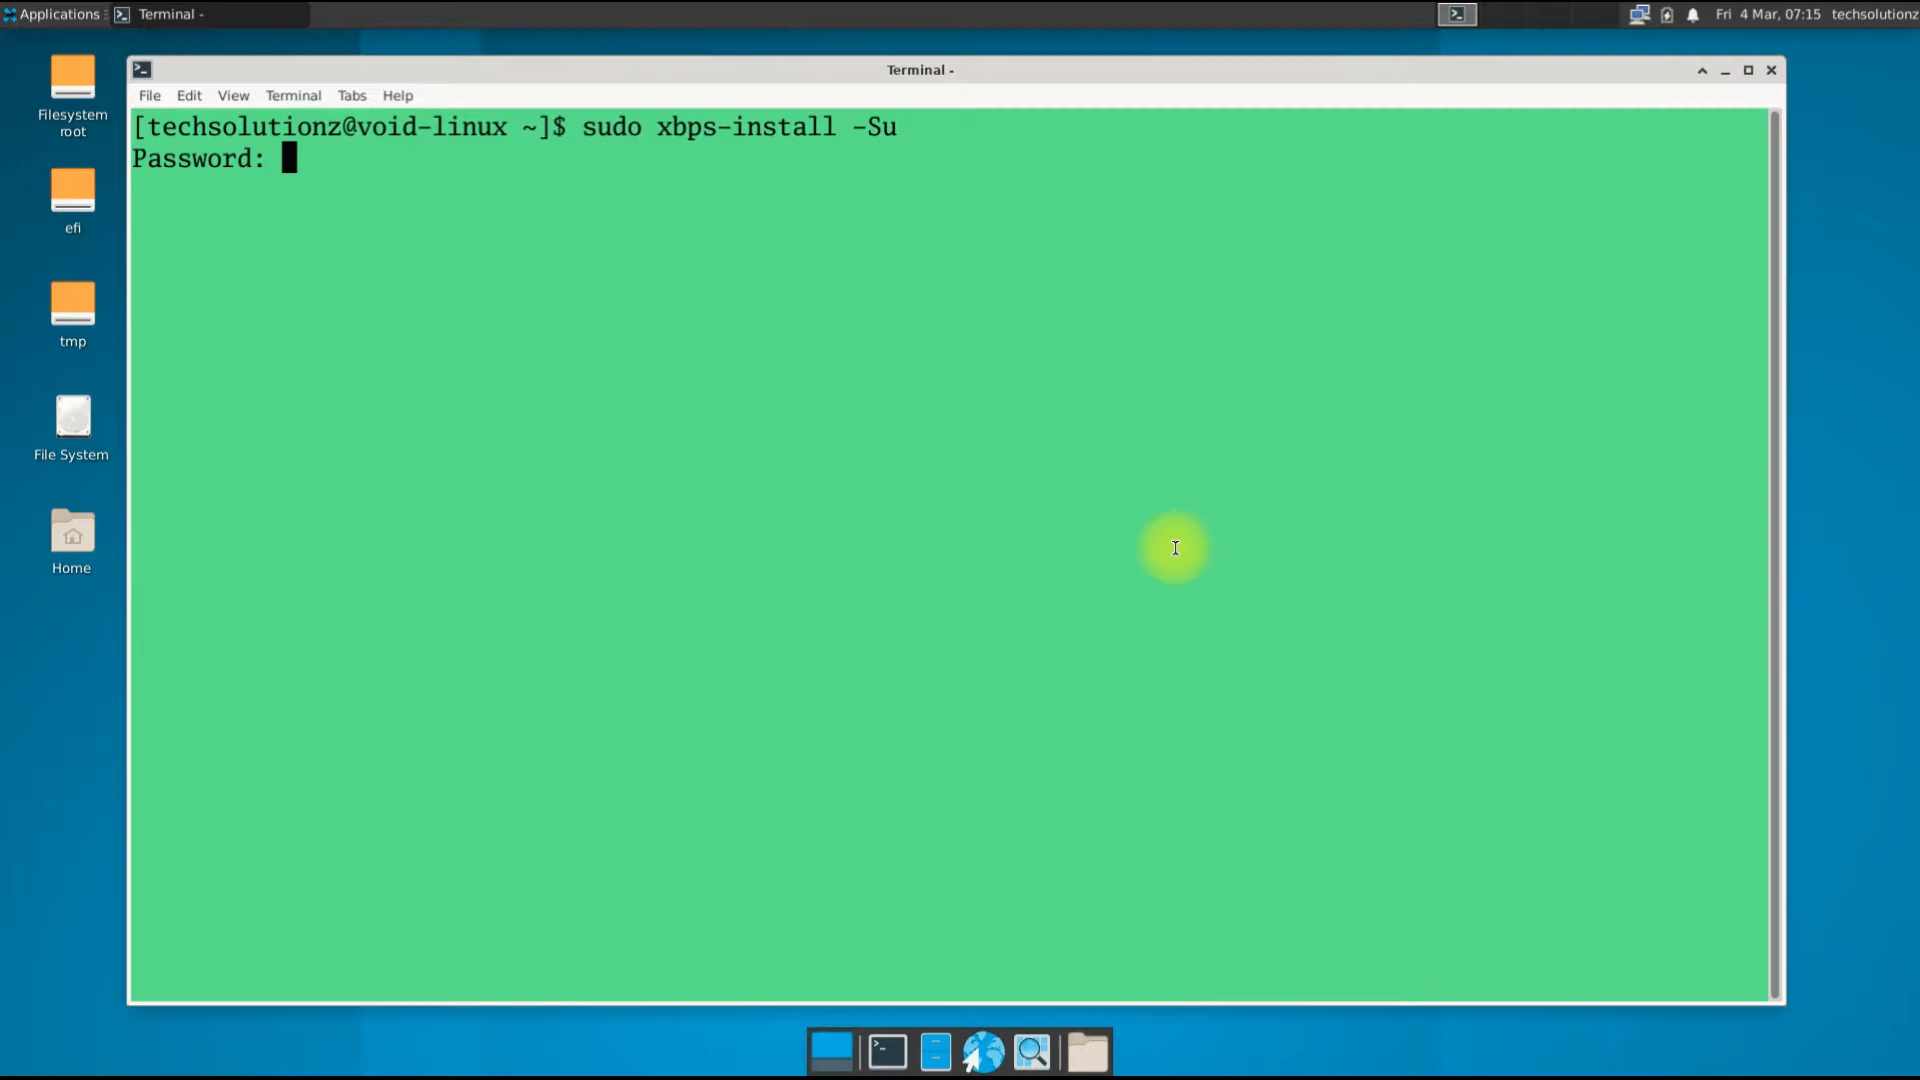 Applications Terminal - Fri 4 Mar, 07:15 techsolutionz
Terminal -
File Edit View Terminal Tabs Help
[techsolutionz@void-linux ~]$ sudo xbps-install -Su
Password:
Filesystem
root
efi
tmp
File System
Home